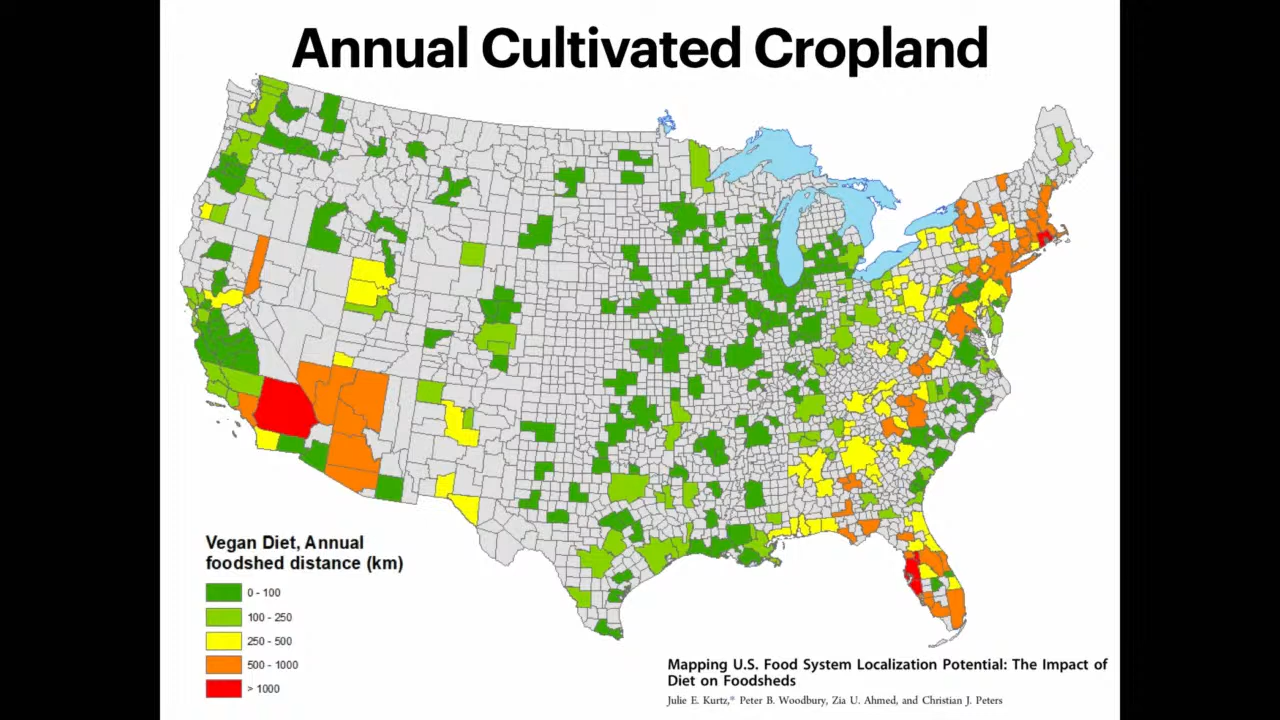 Annual Cultivated Cropland
Vegan Diet, Annual
foodshed distance (km)
0 - 100
100 - 250
250 - 500
500 - 1000
> 1000
Mapping U.S. Food System Localization Potential: The Impact of
Diet on Foodsheds
Julie E. Kurtz,* Peter B. Woodbury, Zia U. Ahmed, and Christian J. Peters